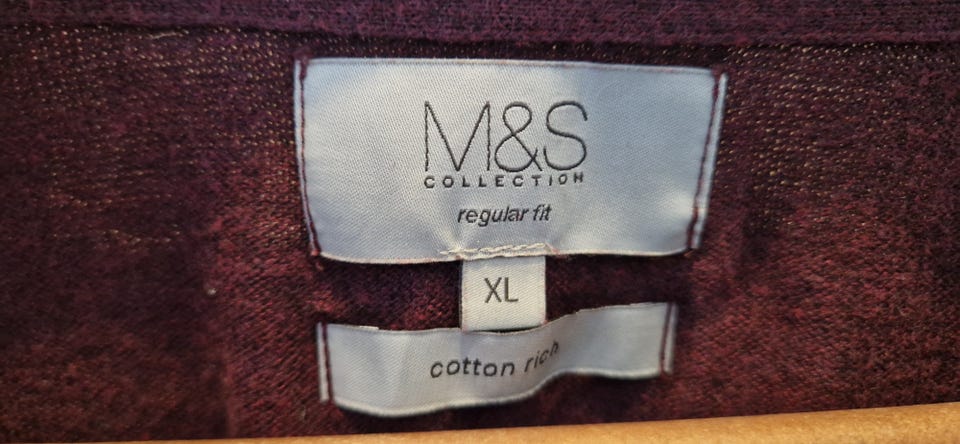 M&S
COLLECTION
regular fit
XL
cotton rich